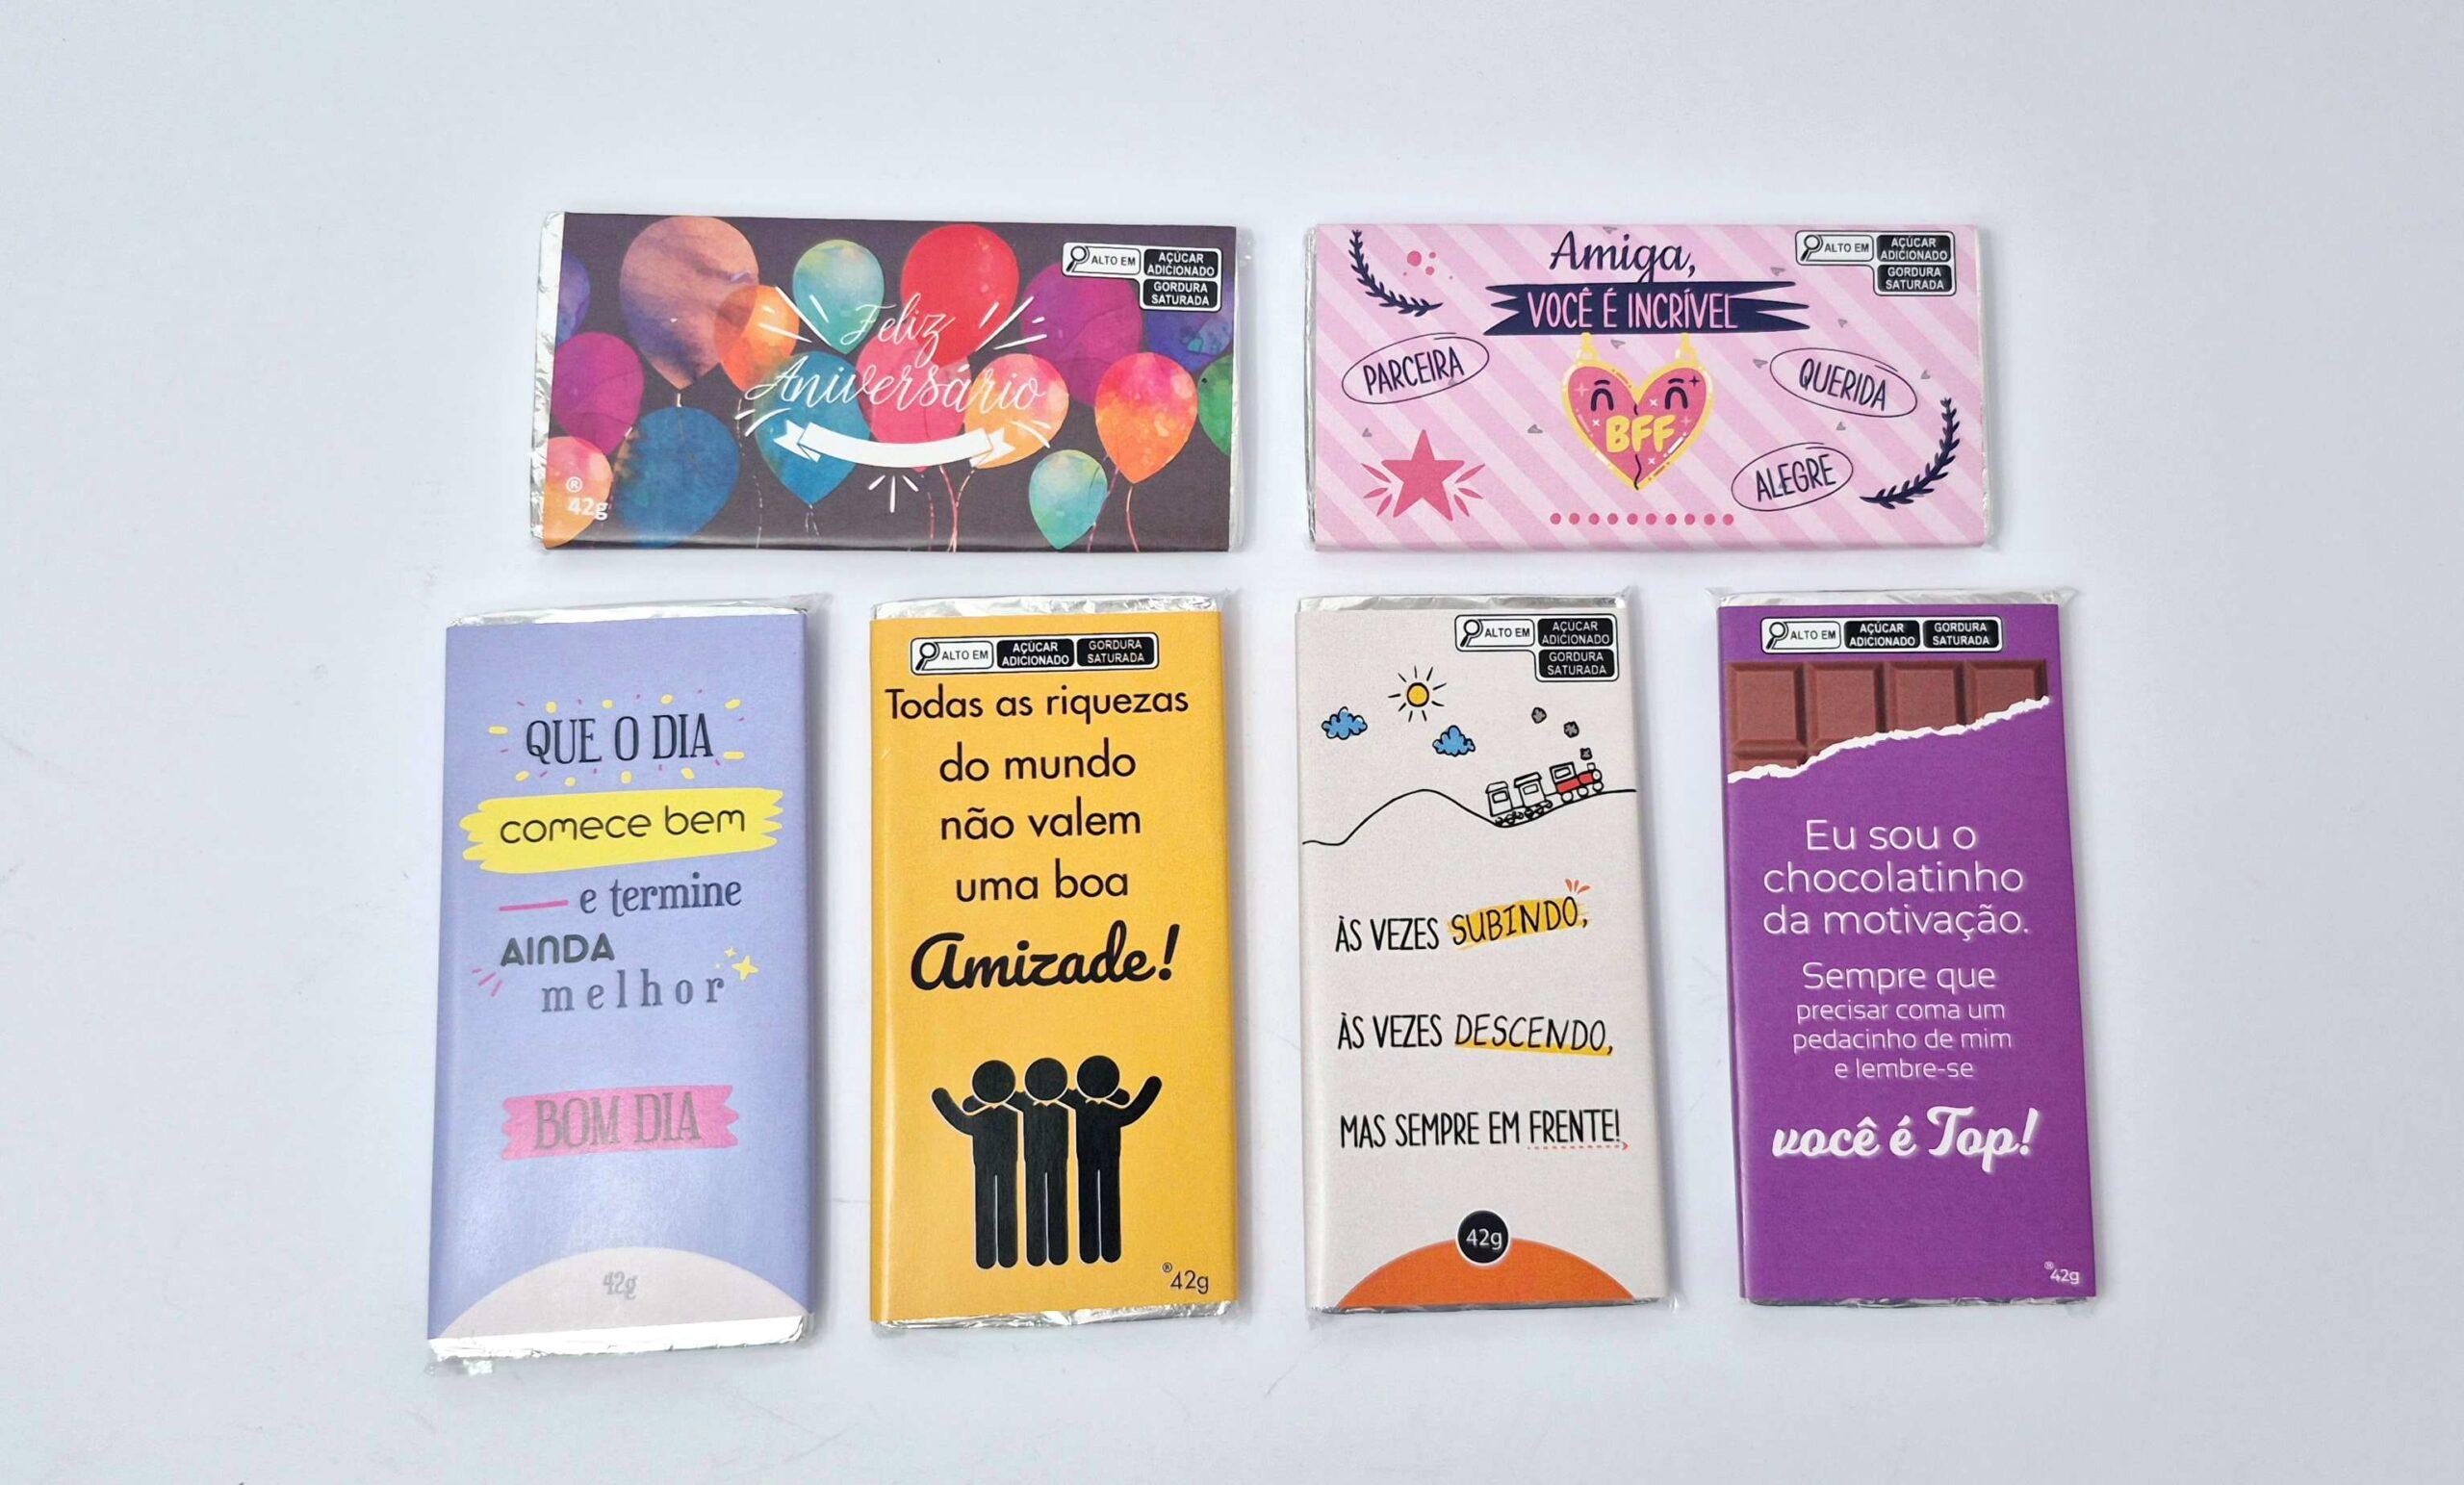 Feliz
Aniversário
ALTO EM
AÇÚCAR
ADICIONADO
GORDURA
SATURADA
®
42g
Amiga,
VOCÊ É INCRÍVEL
PARCEIRA
BFF
QUERIDA
ALEGRE
ALTO EM
AÇÚCAR
ADICIONADO
GORDURA
SATURADA
QUE O DIA
comece bem
e termine
AINDA
melhor
BOM DIA
42g
ALTO EM
AÇÚCAR
ADICIONADO
GORDURA
SATURADA
Todas as riquezas
do mundo
não valem
uma boa
Amizade!
®42g
ALTO EM
AÇÚCAR
ADICIONADO
GORDURA
SATURADA
ÀS VEZES SUBINDO,
ÀS VEZES DESCENDO,
MAS SEMPRE EM FRENTE!
42g
ALTO EM
AÇÚCAR
ADICIONADO
GORDURA
SATURADA
Eu sou o
chocolatinho
da motivação.
Sempre que
precisar coma um
pedacinho de mim
e lembre-se
você é Top!
®42g